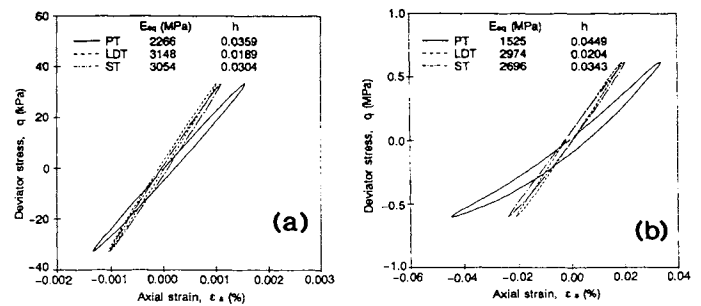 E eq (MPa) h
PT 2266 0.0359
LDT 3148 0.0189
ST 3054 0.0304
60
40
20
0
-20
-40
Deviator stress, q (kPa)
(a)
-0.002 -0.001 0.000 0.001 0.002 0.003
Axial strain, ε a (%)
E eq (MPa) h
PT 1525 0.0449
LDT 2974 0.0204
ST 2696 0.0343
1.0
0.5
0.0
-0.5
-1.0
Deviator stress, q (MPa)
(b)
-0.06 -0.04 -0.02 0.00 0.02 0.04
Axial strain, ε a (%)